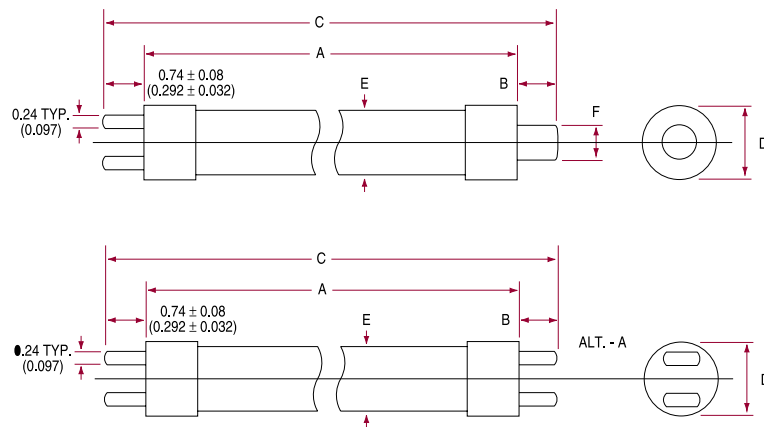 C
A
0.74 ± 0.08
(0.292 ± 0.032)
E
B
0.24 TYP.
(0.097)
F
D
C
A
0.74 ± 0.08
(0.292 ± 0.032)
E
B
ALT. - A
0.24 TYP.
(0.097)
D